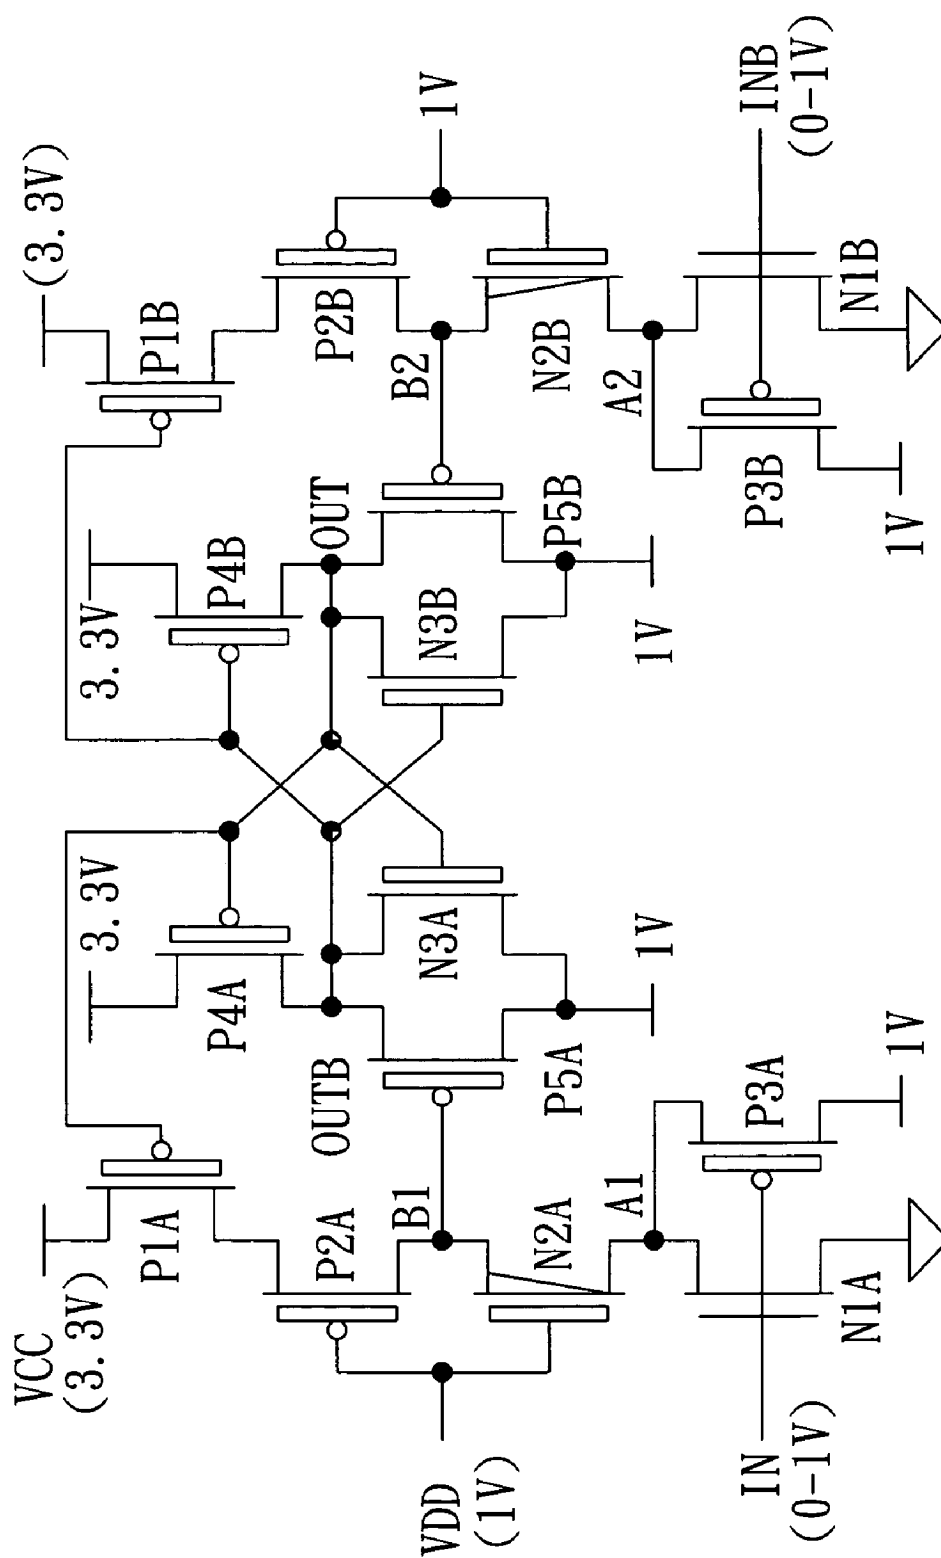 VCC
(3.3V)
P1A
3.3V
3.3V
P1B
(3.3V)
P4A
P4B
P2A
P2B
OUTB
OUT
VDD
(1V)
B1
B2
1V
N3A
N3B
N2A
P5A
P5B
N2B
A1
A2
1V
1V
IN
(0-1V)
P3A
P3B
INB
(0-1V)
N1A
1V
1V
N1B